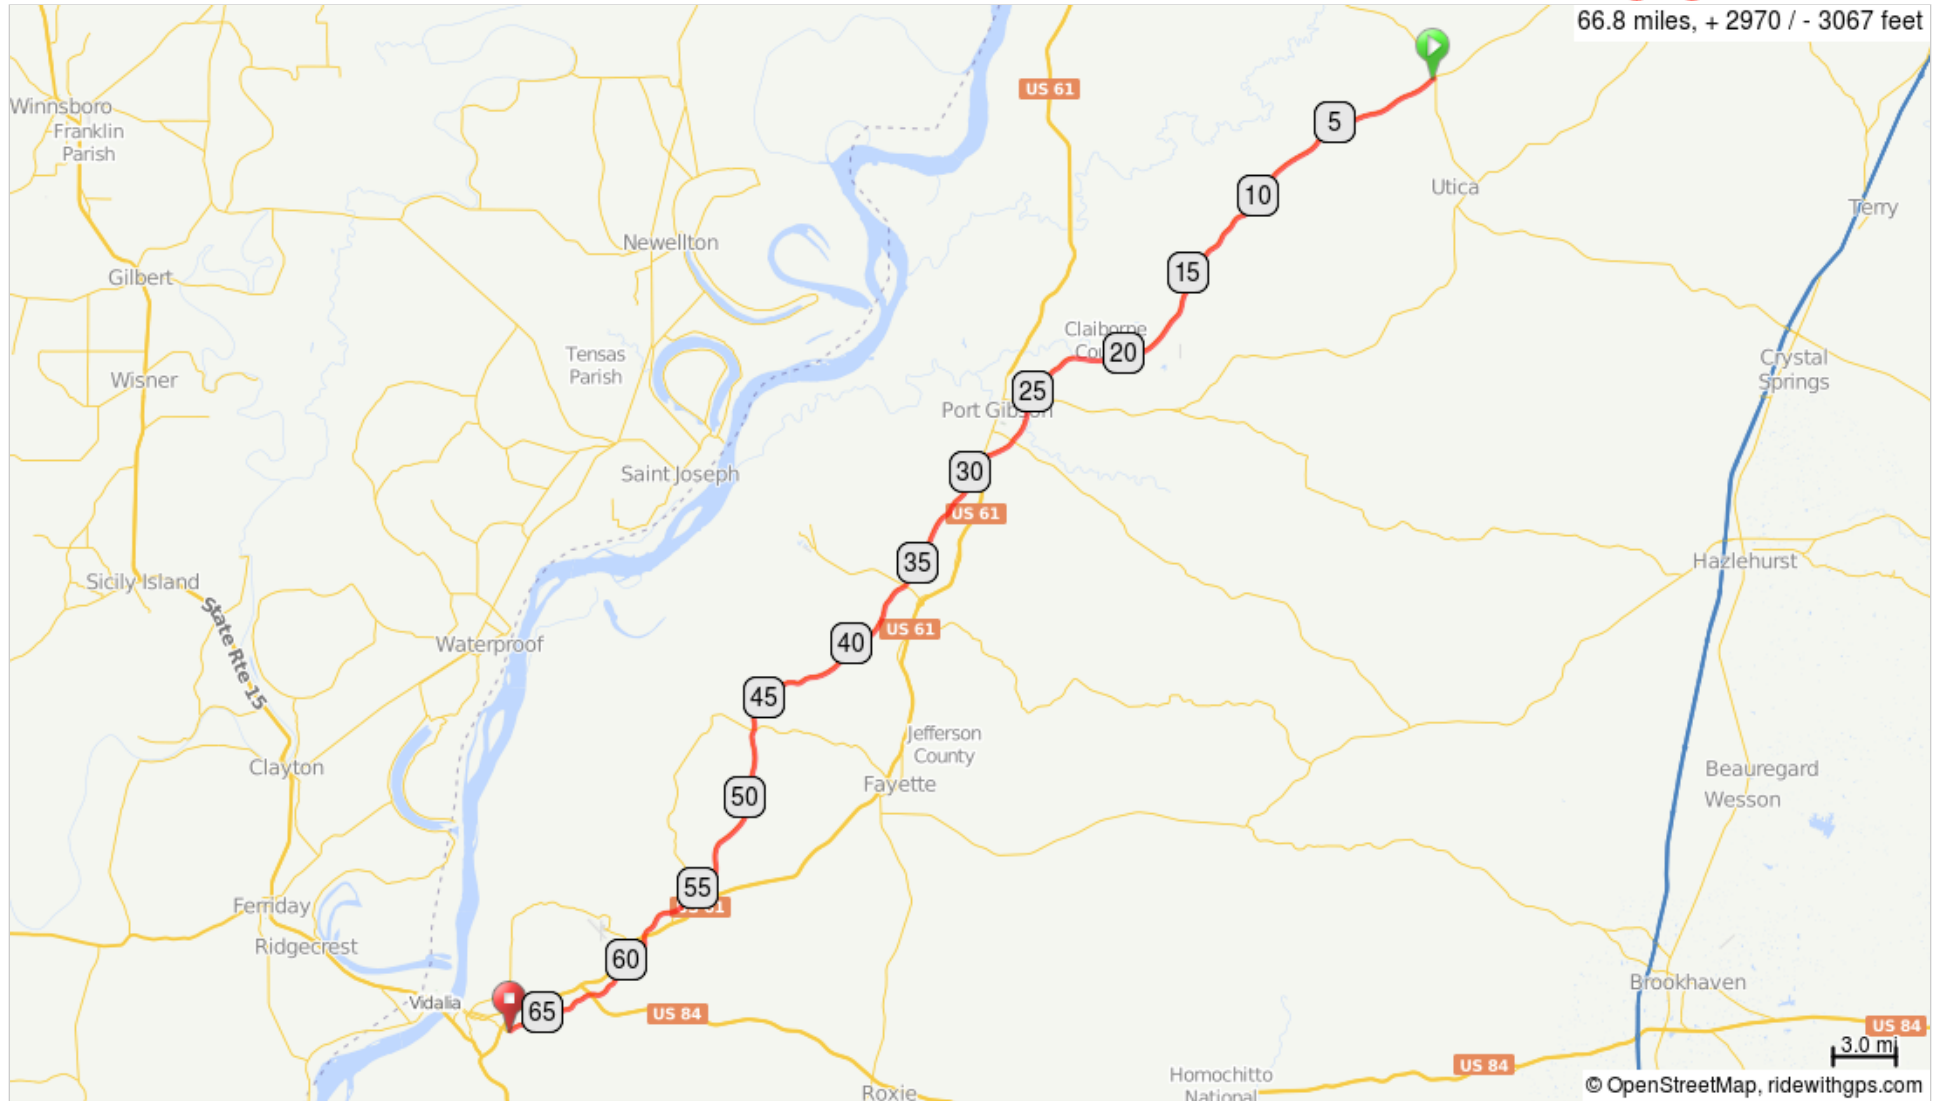 66.8 miles, + 2970 / - 3067 feet
US 61
Winnsboro
Franklin
Parish
5
Utica
10
Terry
Newellton
15
Gilbert
Claiborne
20
Tensas
Parish
Wisner
Crystal
Springs
25
Port Gibson
30
Saint Joseph
US 61
35
Hazlehurst
Sicily Island
State Rte 15
US 61
40
Waterproof
45
Jefferson
County
Clayton
Beauregard
Fayette
50
Wesson
55
Ferriday
Ridgecrest
60
Brookhaven
Vidalia
65
US 84
US 84
3.0 mi
US 84
Homochitto
National
Roxie
© OpenStreetMap, ridewithgps.com